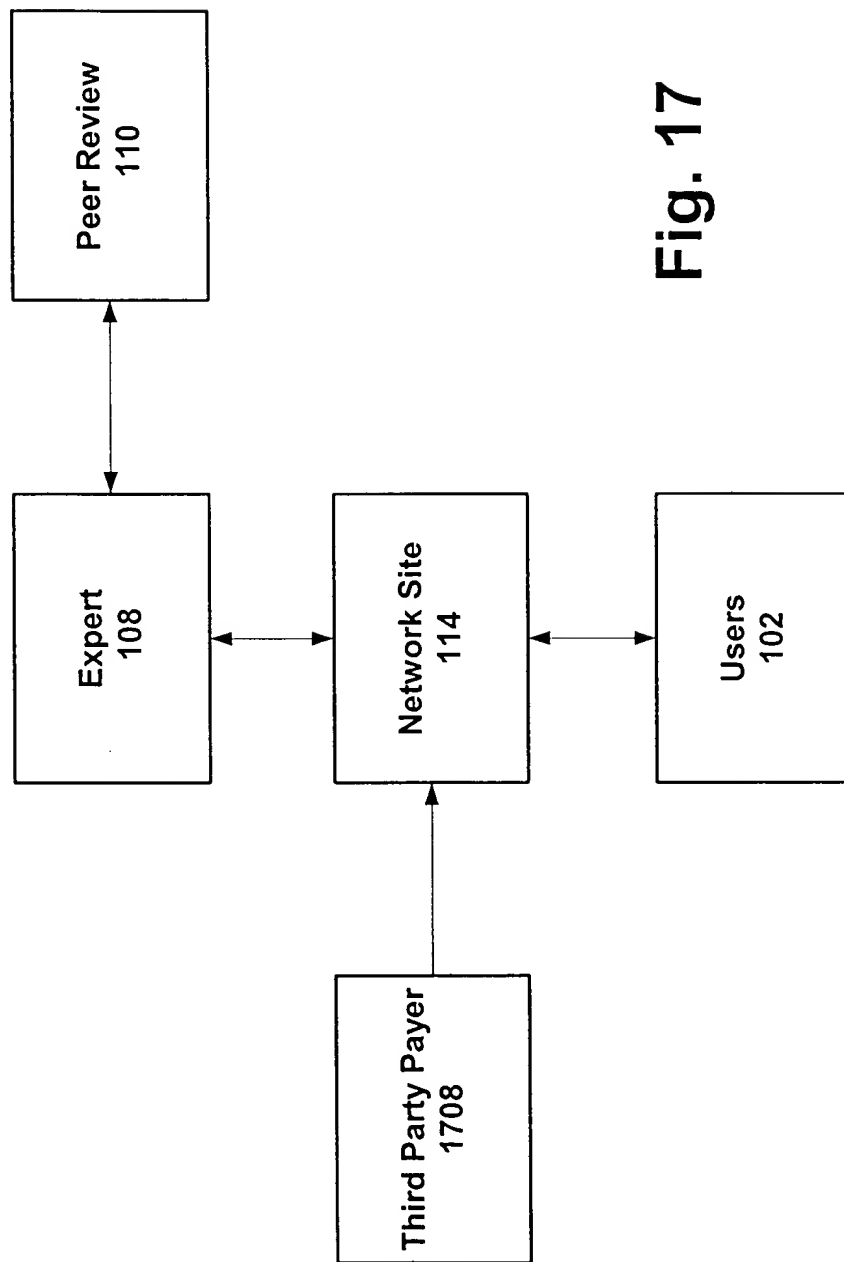 Peer Review
110
Expert
108
Network Site
114
Third Party Payer
1708
Users
102
Fig. 17